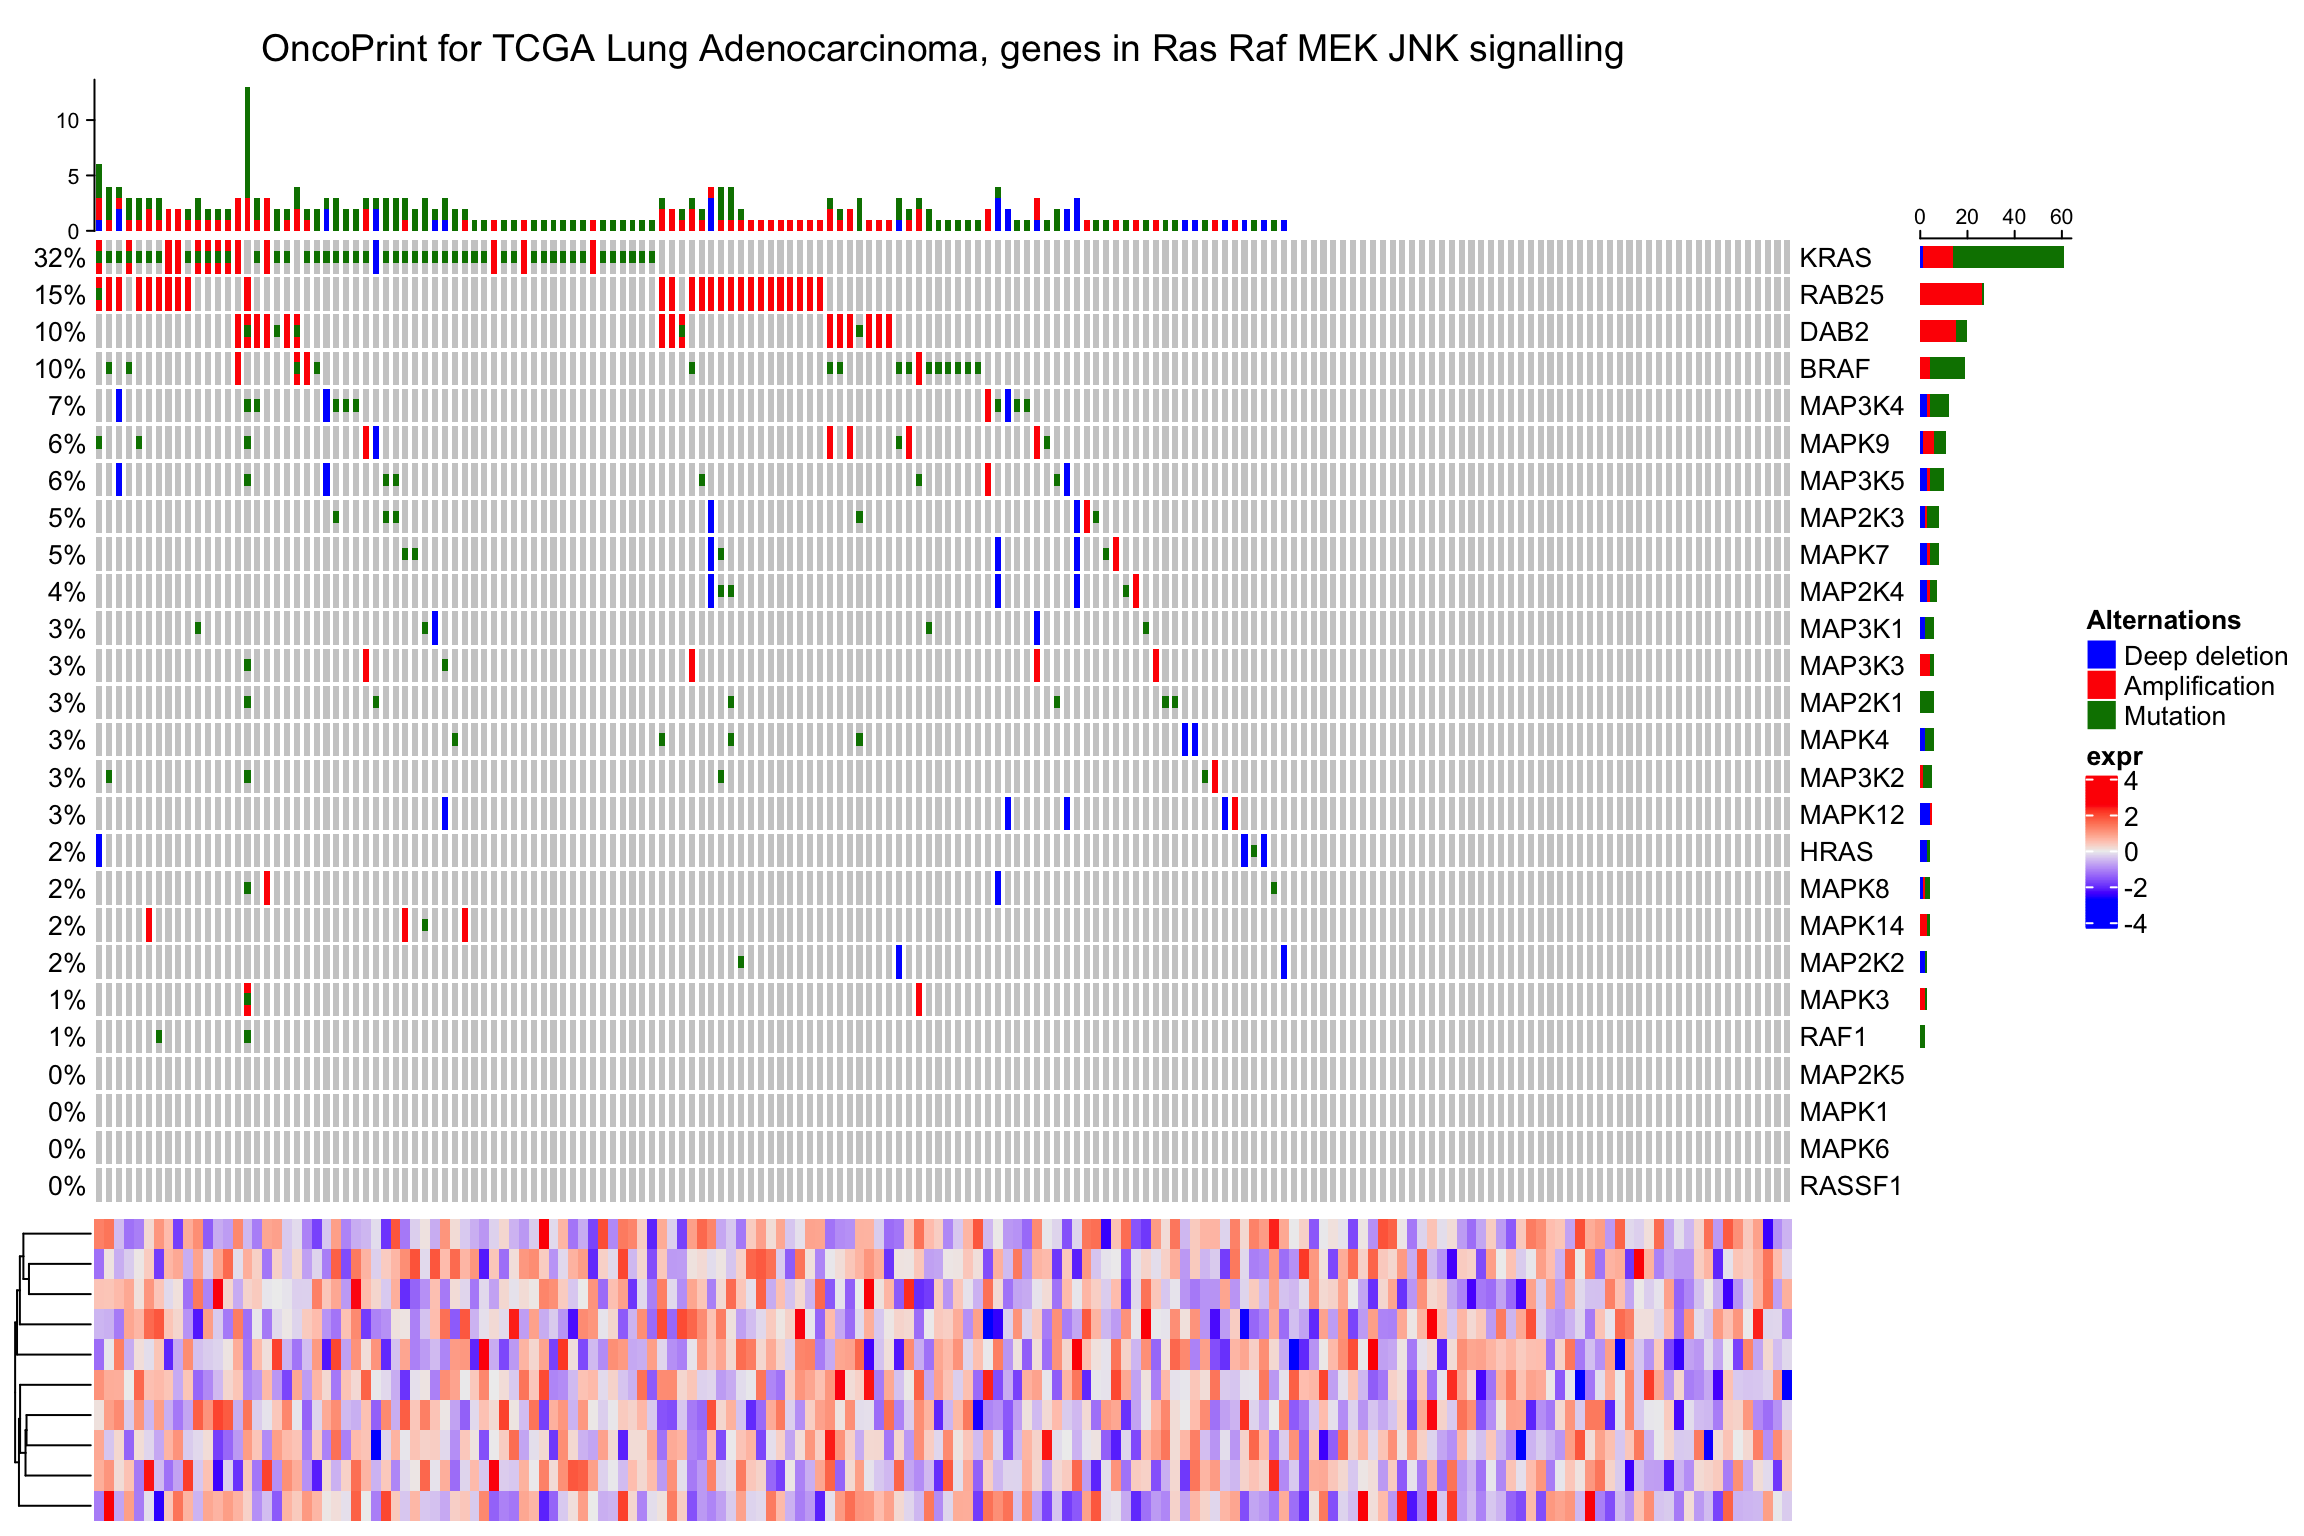 OncoPrint for TCGA Lung Adenocarcinoma, genes in Ras Raf MEK JNK signalling
10
5
0
0 20 40 60
32% KRAS
15% RAB25
10% DAB2
10% BRAF
7% MAP3K4
6% MAPK9
6% MAP3K5
5% MAP2K3
5% MAPK7
4% MAP2K4
3% MAP3K1
3% MAP3K3
3% MAP2K1
3% MAPK4
3% MAP3K2
3% MAPK12
2% HRAS
2% MAPK8
2% MAPK14
2% MAP2K2
1% MAPK3
1% RAF1
0% MAP2K5
0% MAPK1
0% MAPK6
0% RASSF1
Alternations
Deep deletion
Amplification
Mutation
expr
4
2
0
-2
-4